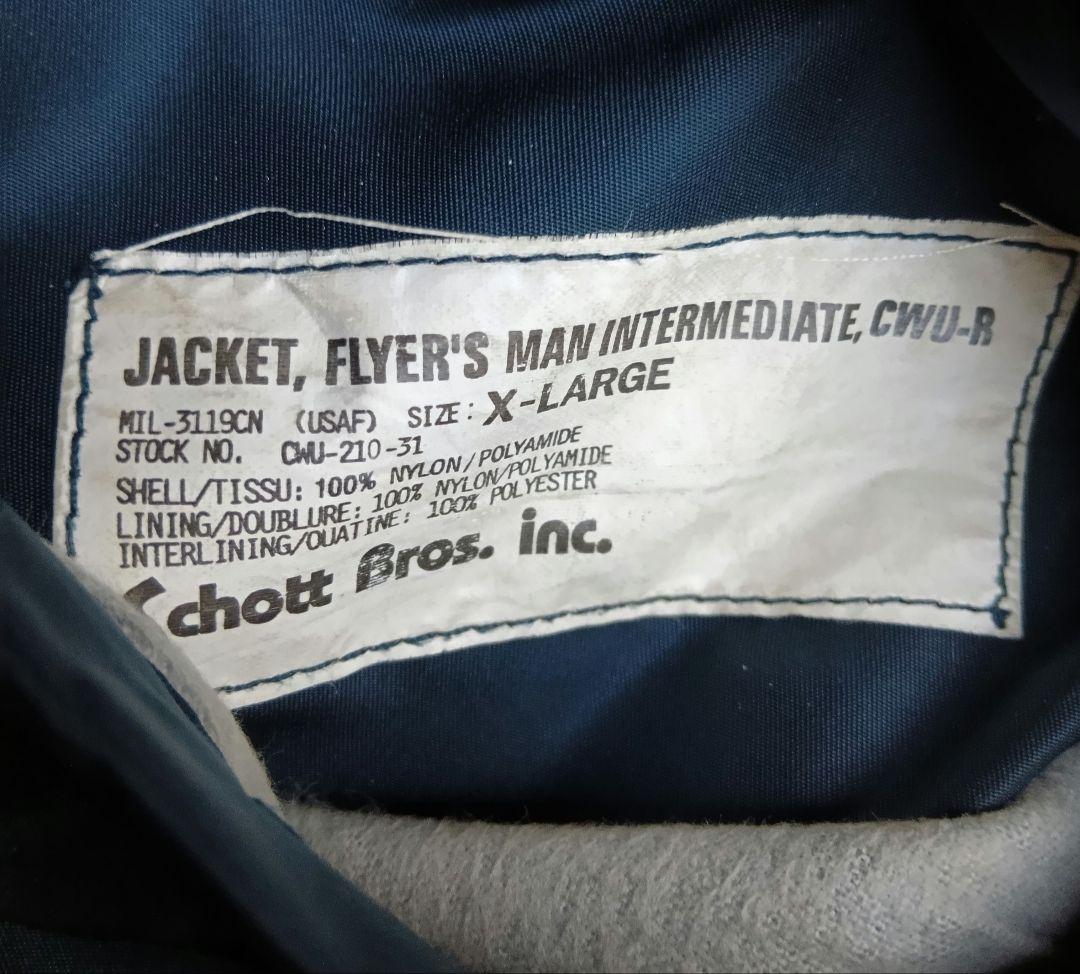 JACKET, FLYER'S MAN INTERMEDIATE, CWU-R
MIL-3119CN (USAF) SIZE: X-LARGE
STOCK NO. CWU-210-31
SHELL/TISSU: 100% NYLON/POLYAMIDE
LINING/DOUBLURE: 100% NYLON/POLYAMIDE
INTERLINING/OUATINE: 100% POLYESTER
Schott Bros. inc.